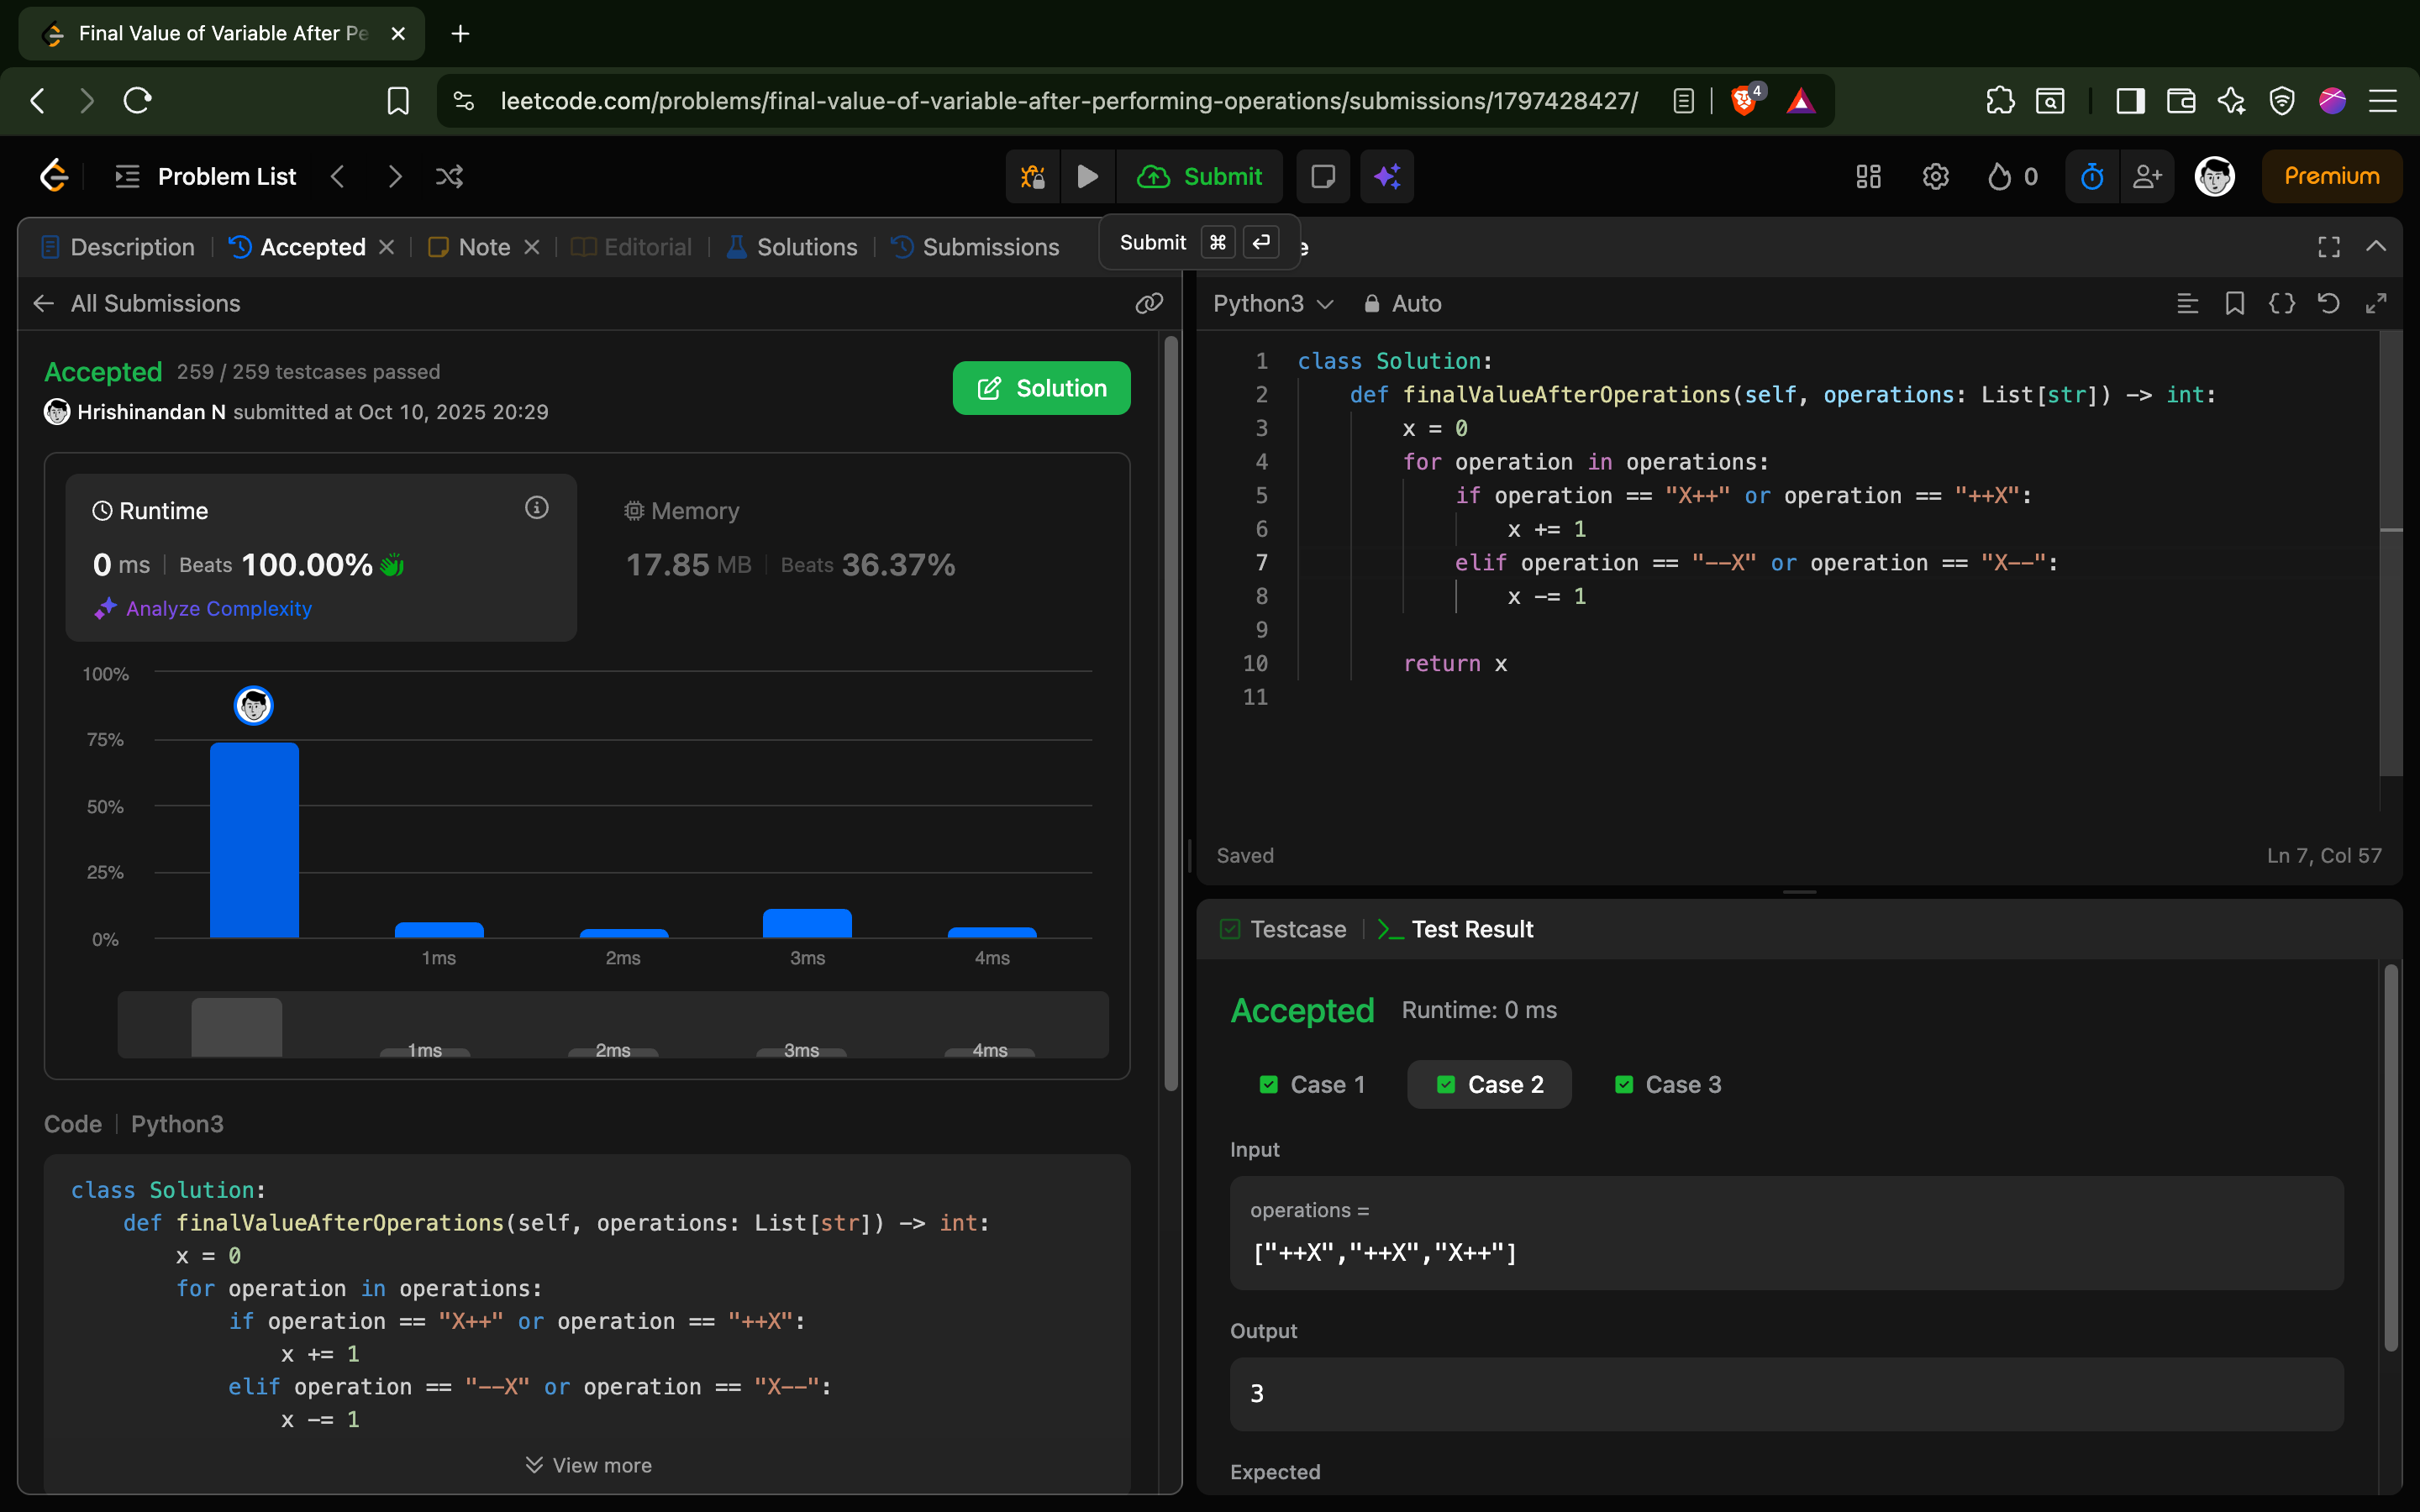 Final Value of Variable After Pe
leetcode.com/problems/final-value-of-variable-after-performing-operations/submissions/1797428427/
4
Problem List
Submit
0
Premium
Description
Accepted
Note
Editorial
Solutions
Submissions
Submit ⌘ ↵
e
All Submissions
Accepted 259 / 259 testcases passed
Hrishinandan N submitted at Oct 10, 2025 20:29
Solution
Runtime
0 ms | Beats 100.00%
Analyze Complexity
Memory
17.85 MB | Beats 36.37%
100%
75%
50%
25%
0%
1ms 2ms 3ms 4ms
1ms 2ms 3ms 4ms
Code | Python3
class Solution:
    def finalValueAfterOperations(self, operations: List[str]) -> int:
        x = 0
        for operation in operations:
            if operation == "X++" or operation == "++X":
                x += 1
            elif operation == "--X" or operation == "X--":
                x -= 1
View more
Python3
Auto
1 class Solution:
2     def finalValueAfterOperations(self, operations: List[str]) -> int:
3         x = 0
4         for operation in operations:
5             if operation == "X++" or operation == "++X":
6                 x += 1
7             elif operation == "--X" or operation == "X--":
8                 x -= 1
9
10         return x
11
Saved
Ln 7, Col 57
Testcase
Test Result
Accepted Runtime: 0 ms
Case 1
Case 2
Case 3
Input
operations =
["++X","++X","X++"]
Output
3
Expected